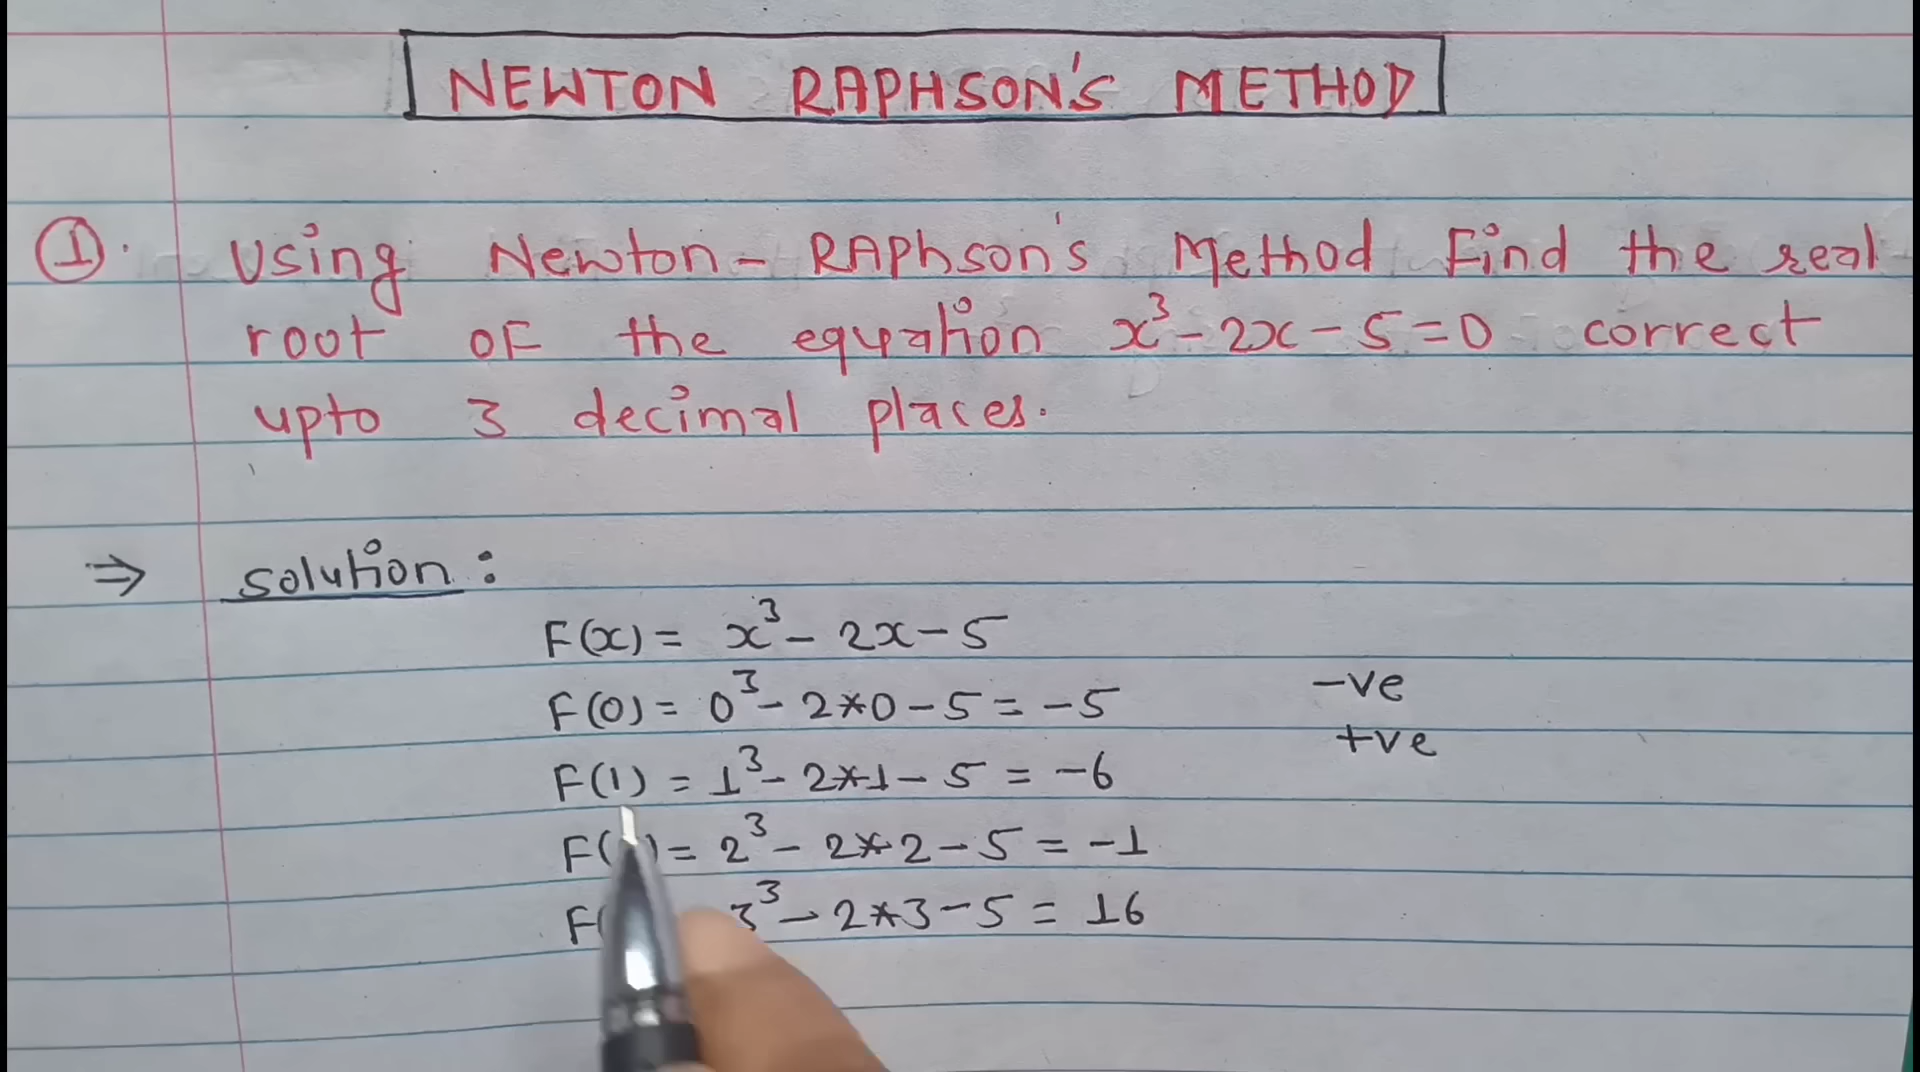 NEWTON RAPHSON'S METHOD
①. Using Newton-RAPhson's Method Find the real
root OF the equation x³-2x-5=0 correct
upto 3 decimal places.
⇒ solution:
F(x) = x³ - 2x - 5
F(0) = 0³ - 2*0 - 5 = -5
-ve
+ve
F(1) = 1³ - 2*1 - 5 = -6
F( ) = 2³ - 2*2 - 5 = -1
F( 3³ - 2*3 - 5 = 16